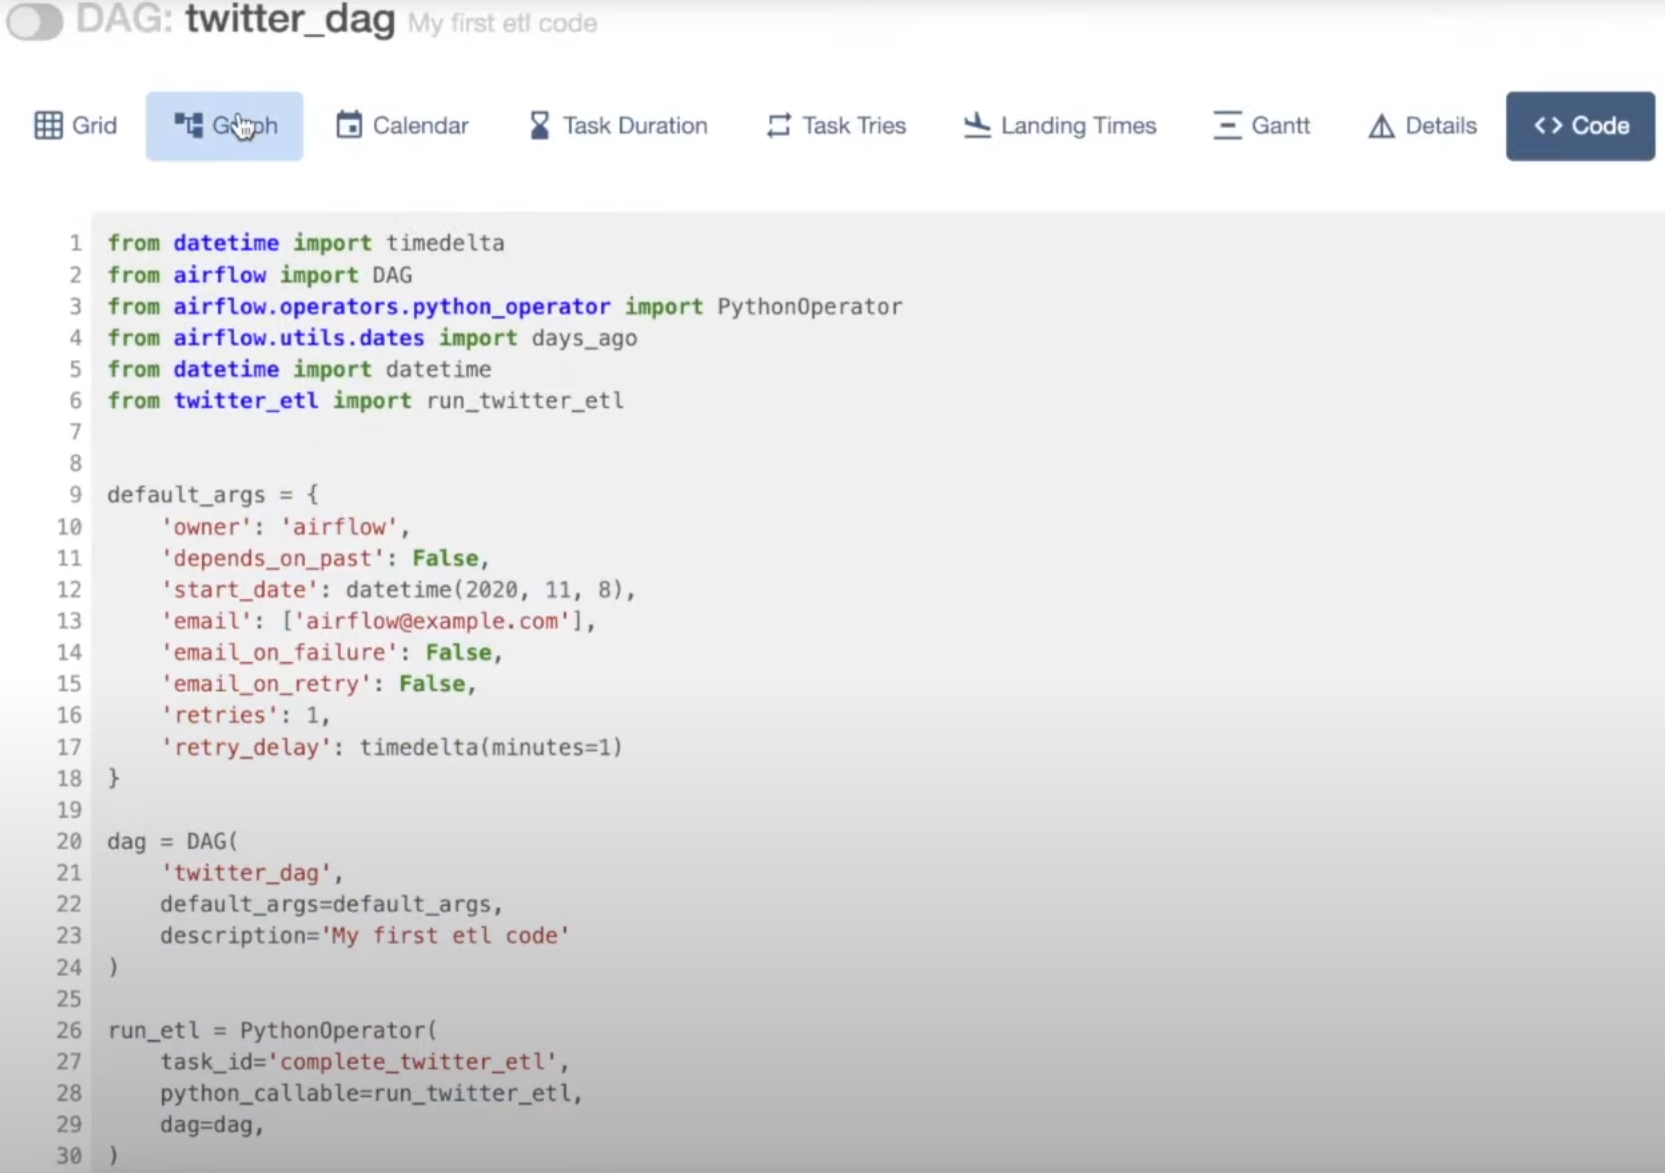 DAG: twitter_dag My first etl code
Grid Graph Calendar Task Duration Task Tries Landing Times Gantt Details <> Code
1 from datetime import timedelta
2 from airflow import DAG
3 from airflow.operators.python_operator import PythonOperator
4 from airflow.utils.dates import days_ago
5 from datetime import datetime
6 from twitter_etl import run_twitter_etl
7
8
9 default_args = {
10     'owner': 'airflow',
11     'depends_on_past': False,
12     'start_date': datetime(2020, 11, 8),
13     'email': ['airflow@example.com'],
14     'email_on_failure': False,
15     'email_on_retry': False,
16     'retries': 1,
17     'retry_delay': timedelta(minutes=1)
18 }
19
20 dag = DAG(
21     'twitter_dag',
22     default_args=default_args,
23     description='My first etl code'
24 )
25
26 run_etl = PythonOperator(
27     task_id='complete_twitter_etl',
28     python_callable=run_twitter_etl,
29     dag=dag,
30 )